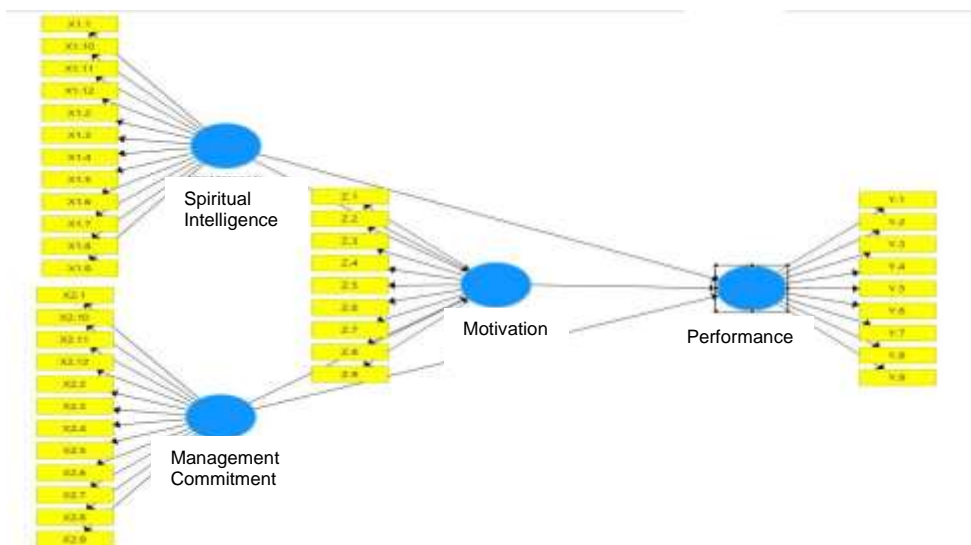 X1.1
X1.10
X1.11
X1.12
X1.2
X1.3
X1.4
X1.5
X1.6
X1.7
X1.8
X1.9
Spiritual
Intelligence
X2.1
X2.10
X2.11
X2.12
X2.2
X2.3
X2.4
X2.5
X2.6
X2.7
X2.8
X2.9
Management
Commitment
Z.1
Z.2
Z.3
Z.4
Z.5
Z.6
Z.7
Z.8
Z.9
Motivation
Performance
Y.1
Y.2
Y.3
Y.4
Y.5
Y.6
Y.7
Y.8
Y.9